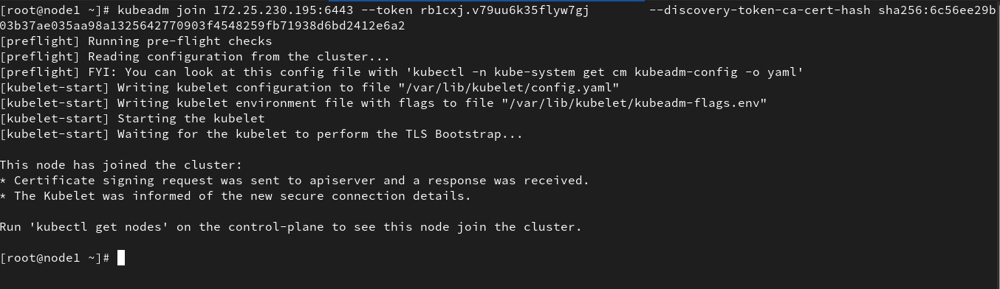 [root@node1 ~]# kubeadm join 172.25.230.195:6443 --token rb1cxj.v79uu6k35flyw7gj        --discovery-token-ca-cert-hash sha256:6c56ee29b
03b37ae035aa98a1325642770903f4548259fb71938d6bd2412e6a2
[preflight] Running pre-flight checks
[preflight] Reading configuration from the cluster...
[preflight] FYI: You can look at this config file with 'kubectl -n kube-system get cm kubeadm-config -o yaml'
[kubelet-start] Writing kubelet configuration to file "/var/lib/kubelet/config.yaml"
[kubelet-start] Writing kubelet environment file with flags to file "/var/lib/kubelet/kubeadm-flags.env"
[kubelet-start] Starting the kubelet
[kubelet-start] Waiting for the kubelet to perform the TLS Bootstrap...

This node has joined the cluster:
* Certificate signing request was sent to apiserver and a response was received.
* The Kubelet was informed of the new secure connection details.

Run 'kubectl get nodes' on the control-plane to see this node join the cluster.

[root@node1 ~]#